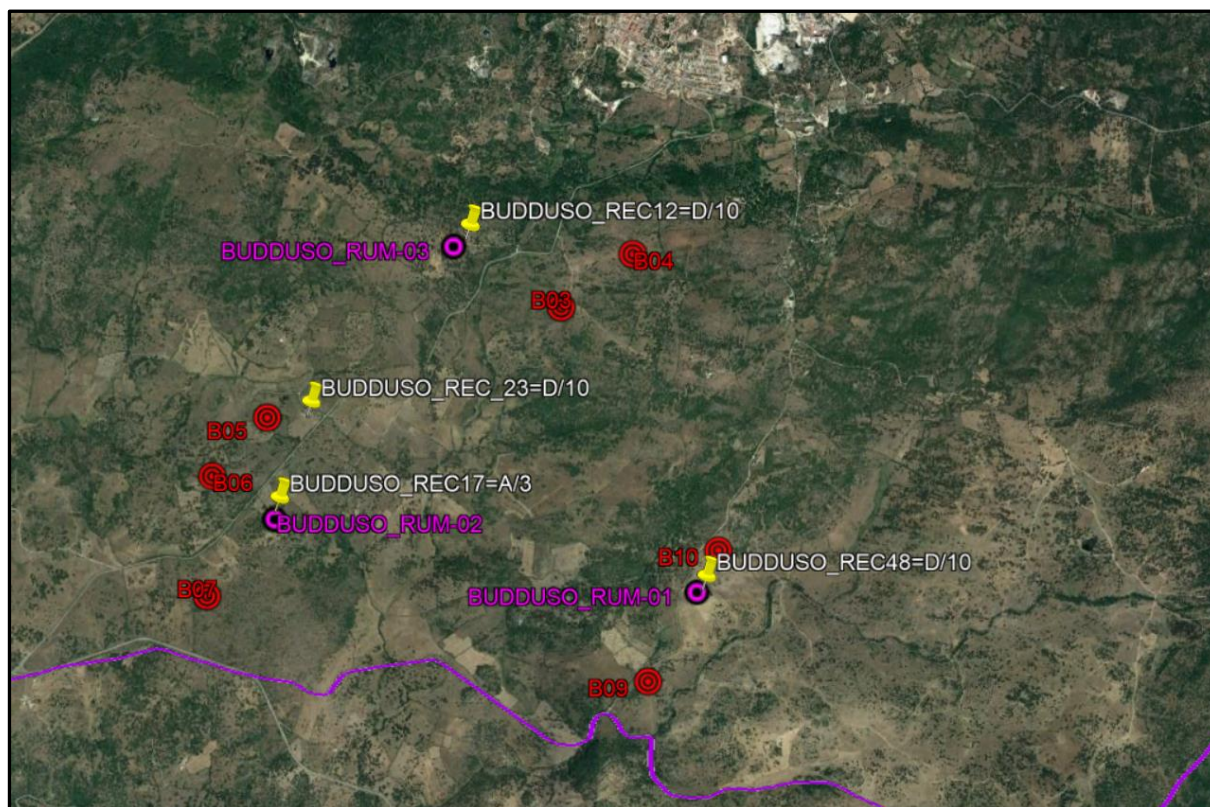 BUDDUSO_REC12=D/10
BUDDUSO_RUM-03
B04
B03
BUDDUSO_REC_23=D/10
B05
B06
BUDDUSO_REC17=A/3
BUDDUSO_RUM-02
B10
BUDDUSO_REC48=D/10
B07
BUDDUSO_RUM-01
B09